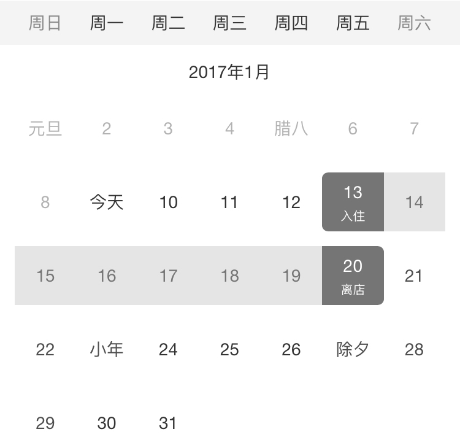 周日 周一 周二 周三 周四 周五 周六
2017年1月
元旦 2 3 4 腊八 6 7
8 今天 10 11 12 13 14
入住
15 16 17 18 19 20 21
离店
22 小年 24 25 26 除夕 28
29 30 31